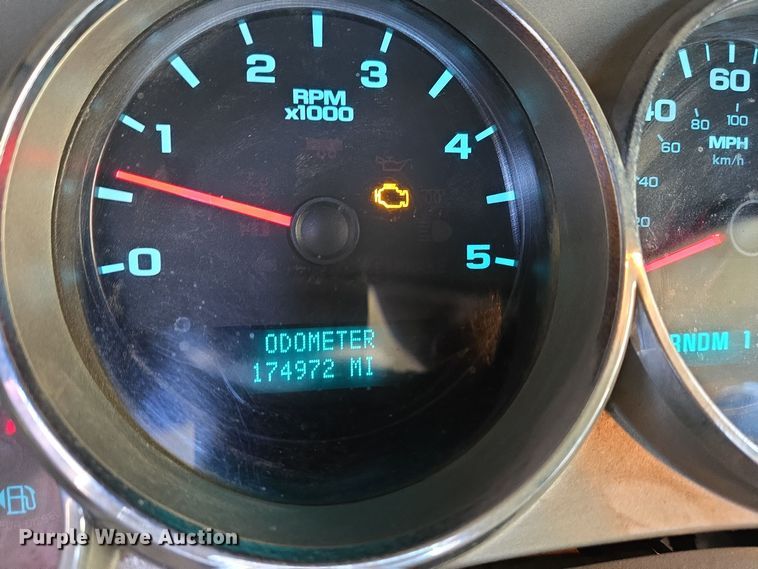 2
3
RPM
x1000
1
4
0
5
ODOMETER
174972 MI
60
40
80
100
60
MPH
km/h
40
20
RNDM 1
Purple Wave Auction